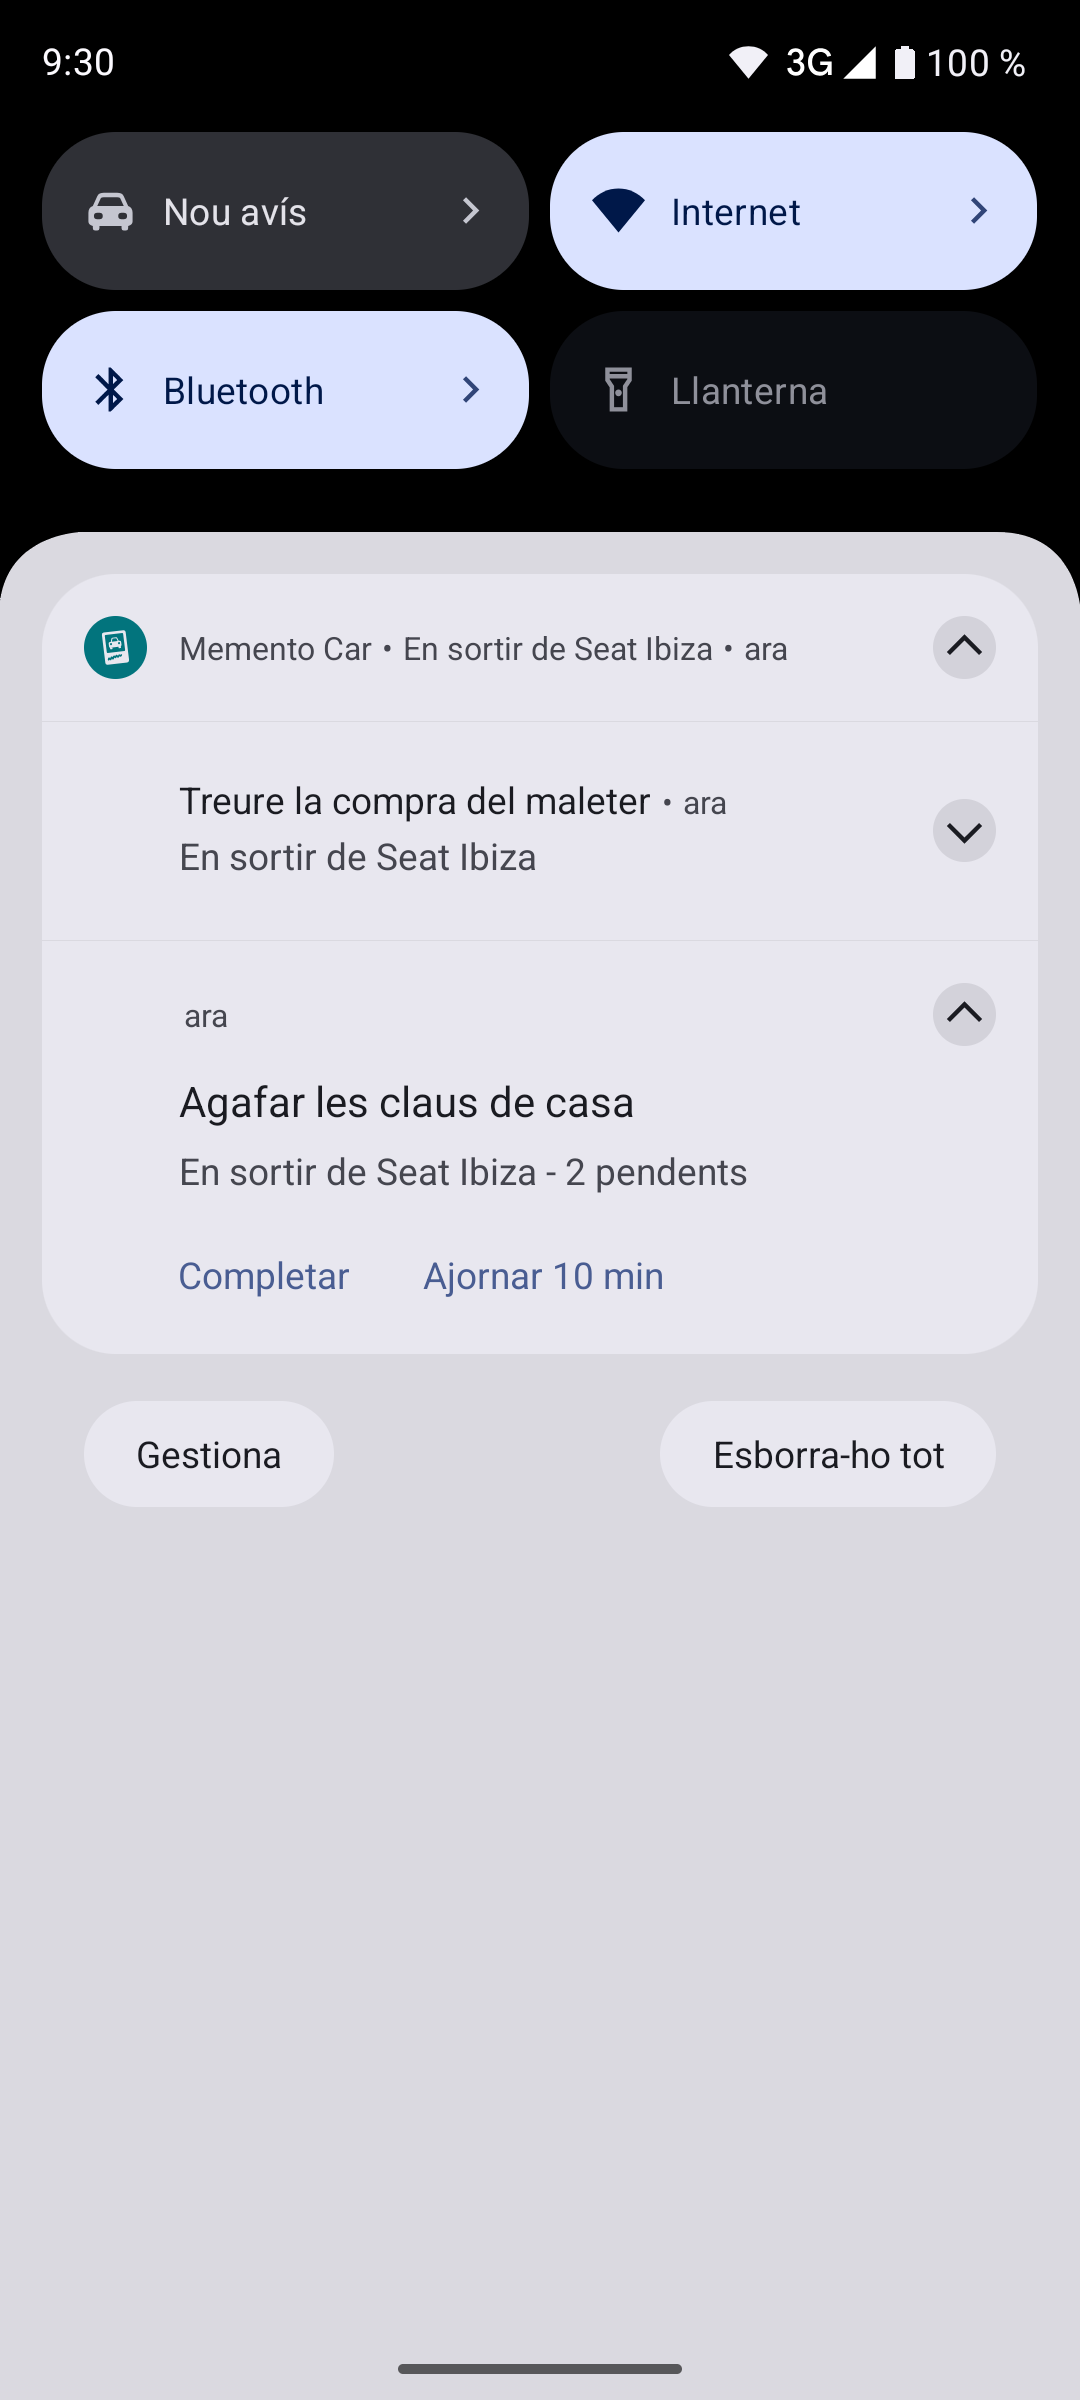 9:30 3G 100 %
Nou avís
Internet
Bluetooth
Llanterna
Memento Car • En sortir de Seat Ibiza • ara
Treure la compra del maleter • ara
En sortir de Seat Ibiza
ara
Agafar les claus de casa
En sortir de Seat Ibiza - 2 pendents
Completar Ajornar 10 min
Gestiona Esborra-ho tot